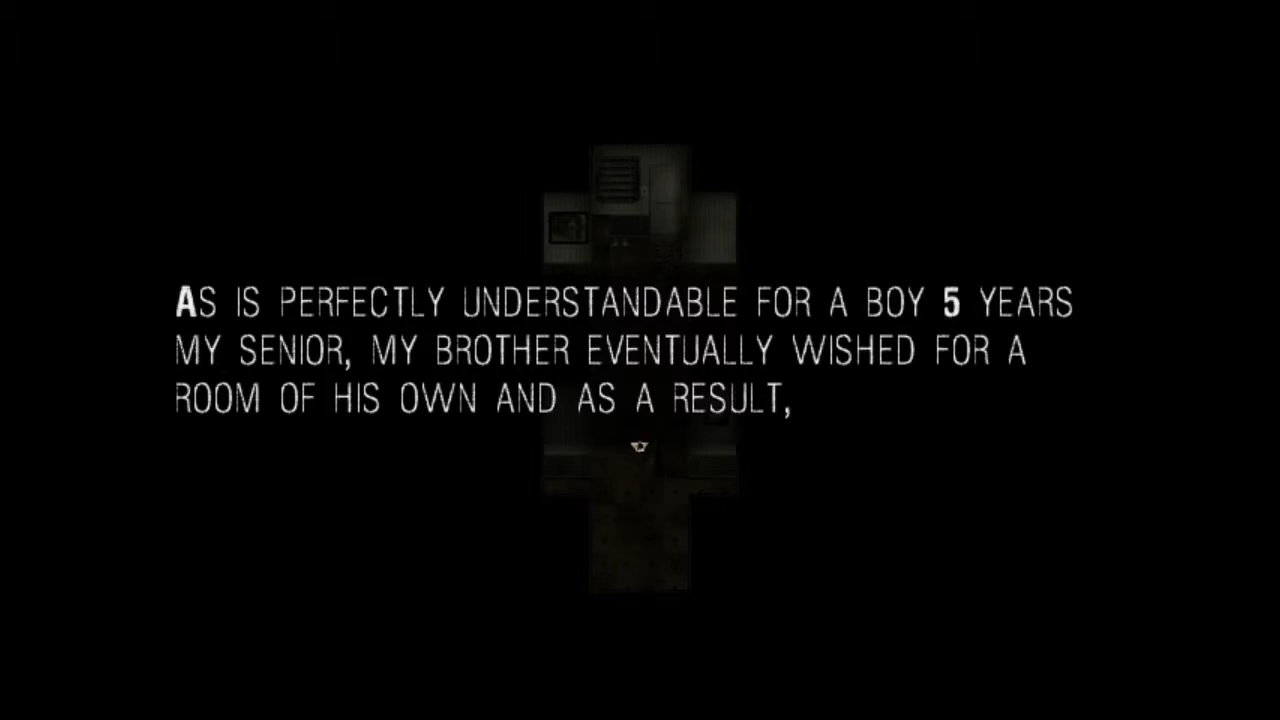 AS IS PERFECTLY UNDERSTANDABLE FOR A BOY 5 YEARS
MY SENIOR, MY BROTHER EVENTUALLY WISHED FOR A
ROOM OF HIS OWN AND AS A RESULT,